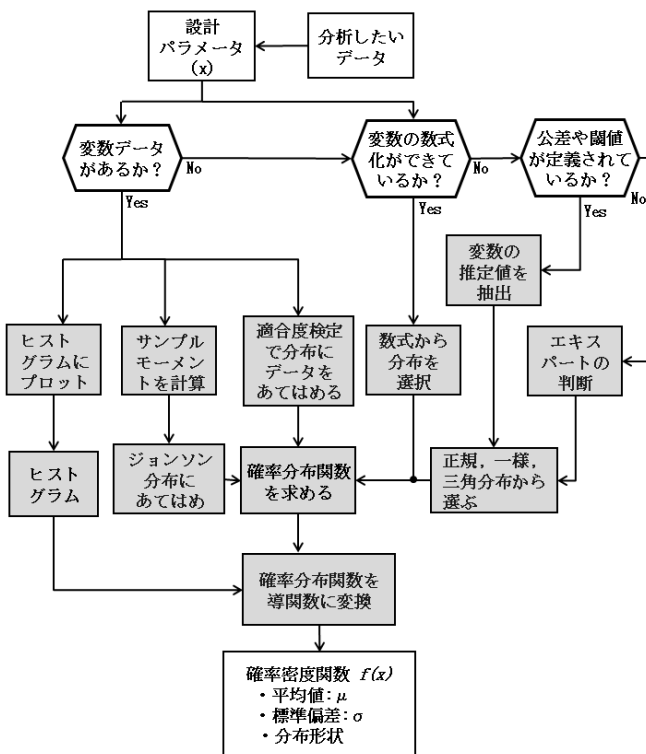 設計
パラメータ
(x)
分析したい
データ
変数データ
があるか？
No
Yes
変数の数式
化ができて
いるか？
No
Yes
公差や閾値
が定義されて
いるか？
No
Yes
変数の
推定値を
抽出
ヒスト
グラムに
プロット
サンプル
モーメン
トを計算
適合度検定
で分布に
データを
あてはめる
数式から
分布を
選択
エキス
パートの
判断
ヒスト
グラム
ジョンソン
分布に
あてはめ
確率分布関数
を求める
正規，一様，
三角分布から
選ぶ
確率分布関数を
導関数に変換
確率密度関数 f(x)
・平均値：μ
・標準偏差：σ
・分布形状